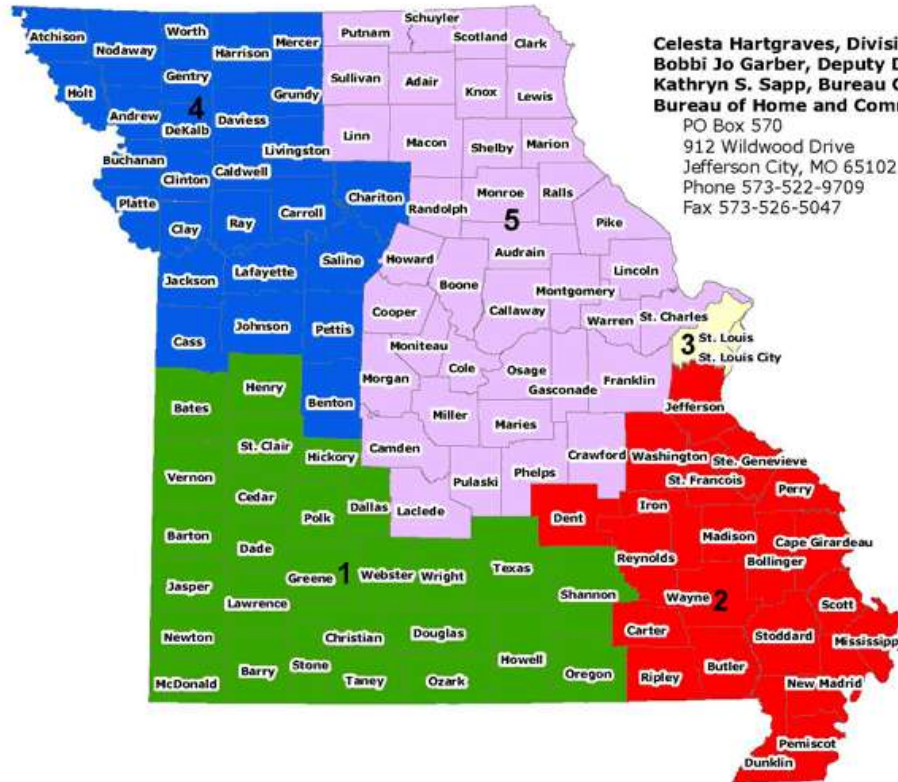 Schuyler
Worth
Putnam
Scotland
Atchison
Nodaway
Harrison
Mercer
Clark
Celesta Hartgraves, Divisi
Bobbi Jo Garber, Deputy D
Kathryn S. Sapp, Bureau C
Bureau of Home and Comm
PO Box 570
912 Wildwood Drive
Jefferson City, MO 65102
Phone 573-522-9709
Fax 573-526-5047
Gentry
Sullivan
Adair
Holt
Grundy
Knox
Lewis
4
Andrew
DeKalb
Daviess
Linn
Macon
Shelby
Marion
Livingston
Buchanan
Caldwell
Clinton
Chariton
Monroe
Ralls
Platte
Carroll
Randolph
5
Pike
Clay
Ray
Audrain
Saline
Howard
Lincoln
Jackson
Lafayette
Boone
Montgomery
Callaway
Cooper
Warren
St. Charles
Johnson
Pettis
Cass
Moniteau
3
St. Louis
St. Louis City
Cole
Osage
Henry
Morgan
Gasconade
Franklin
Bates
Benton
Jefferson
Miller
Maries
St. Clair
Camden
Hickory
Crawford
Washington
Ste. Genevieve
Vernon
Phelps
St. Francois
Pulaski
Perry
Cedar
Dallas
Laclede
Iron
Polk
Dent
Barton
Madison
Cape Girardeau
Dade
Reynolds
Bollinger
Texas
1
Greene
Webster
Wright
Jasper
Shannon
Wayne
2
Lawrence
Scott
Carter
Newton
Christian
Douglas
Stoddard
Mississipp
Howell
Barry
Stone
Oregon
Ripley
Butler
McDonald
Taney
Ozark
New Madrid
Pemiscot
Dunklin